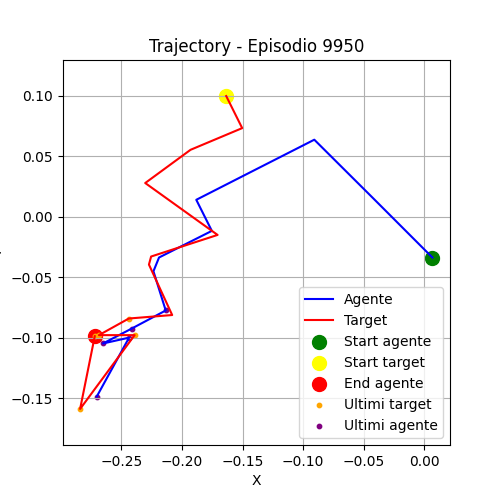 Trajectory - Episodio 9950
0.10
0.05
0.00
−0.05
−0.10
−0.15
−0.25
−0.20
−0.15
−0.10
−0.05
0.00
X
Agente
Target
Start agente
Start target
End agente
Ultimi target
Ultimi agente